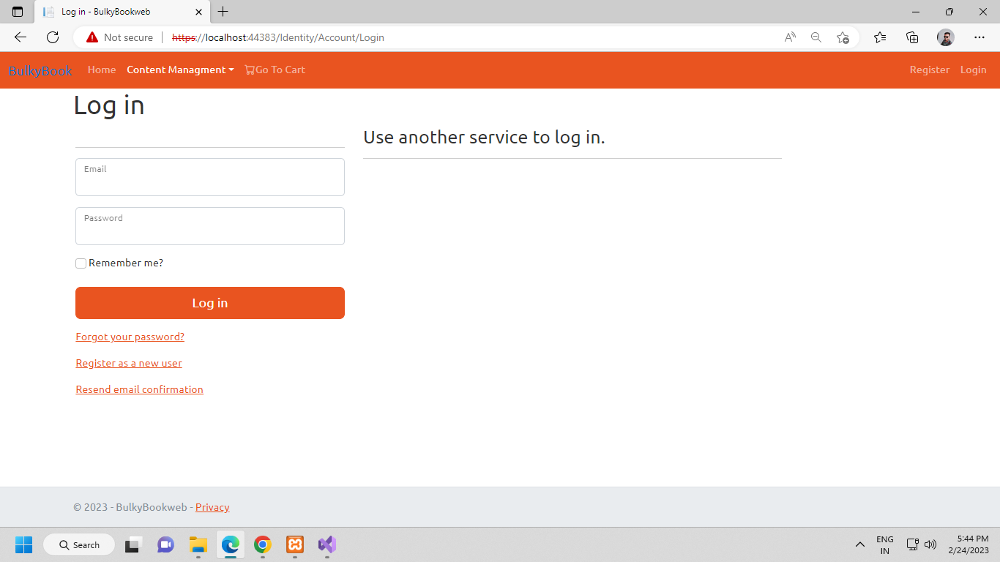 Log in - BulkyBookweb
Not secure https://localhost:44383/Identity/Account/Login
BulkyBook Home Content Managment Go To Cart Register Login
Log in
Use another service to log in.
Email
Password
Remember me?
Log in
Forgot your password?
Register as a new user
Resend email confirmation
© 2023 - BulkyBookweb - Privacy
Search
ENG
IN
5:44 PM
2/24/2023